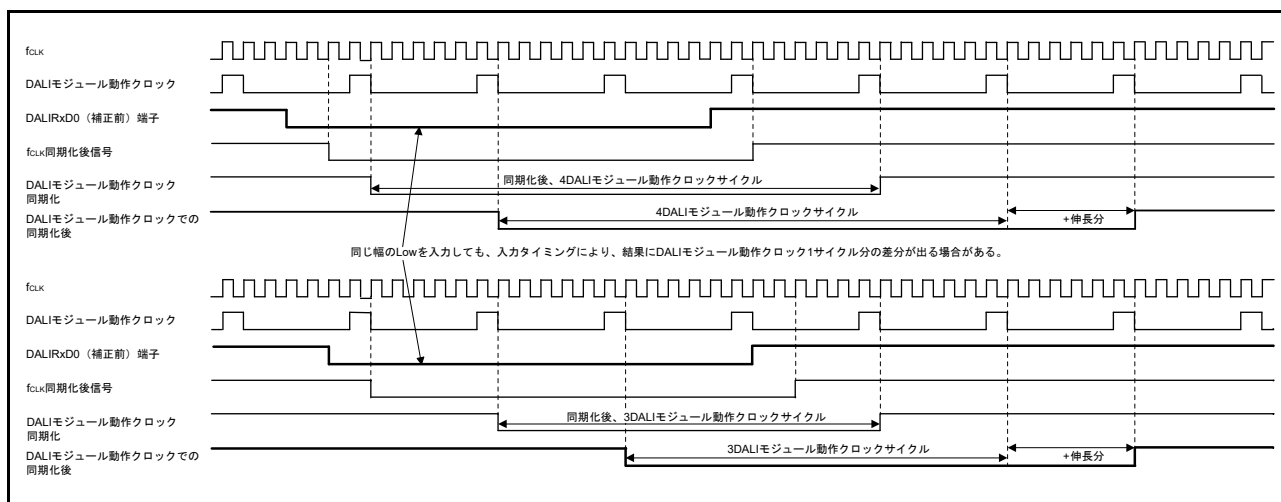 fCLK
DALIモジュール動作クロック
DALIRxD0（補正前）端子
fCLK同期化後信号
DALIモジュール動作クロック
同期化
同期化後、4DALIモジュール動作クロックサイクル
DALIモジュール動作クロックでの
同期化後
4DALIモジュール動作クロックサイクル
+伸長分
同じ幅のLowを入力しても、入力タイミングにより、結果にDALIモジュール動作クロック1サイクル分の差分が出る場合がある。
fCLK
DALIモジュール動作クロック
DALIRxD0（補正前）端子
fCLK同期化後信号
DALIモジュール動作クロック
同期化
同期化後、3DALIモジュール動作クロックサイクル
DALIモジュール動作クロックでの
同期化後
3DALIモジュール動作クロックサイクル
+伸長分